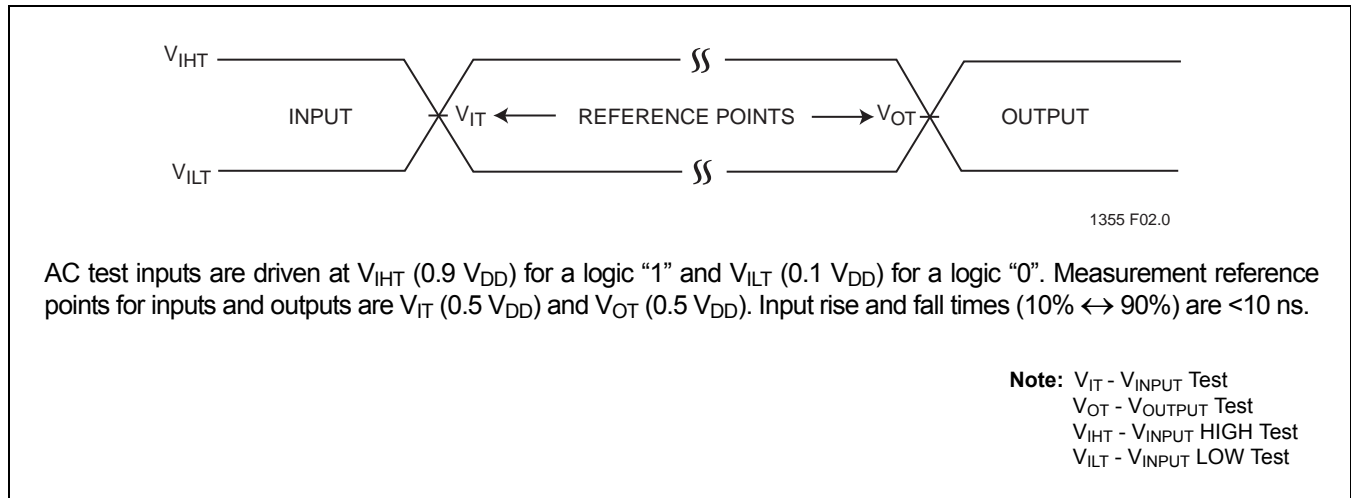 VIHT
INPUT VIT REFERENCE POINTS VOT OUTPUT
VILT
1355 F02.0
AC test inputs are driven at VIHT (0.9 VDD) for a logic “1” and VILT (0.1 VDD) for a logic “0”. Measurement reference
points for inputs and outputs are VIT (0.5 VDD) and VOT (0.5 VDD). Input rise and fall times (10% ↔ 90%) are <10 ns.
Note: VIT - VINPUT Test
VOT - VOUTPUT Test
VIHT - VINPUT HIGH Test
VILT - VINPUT LOW Test